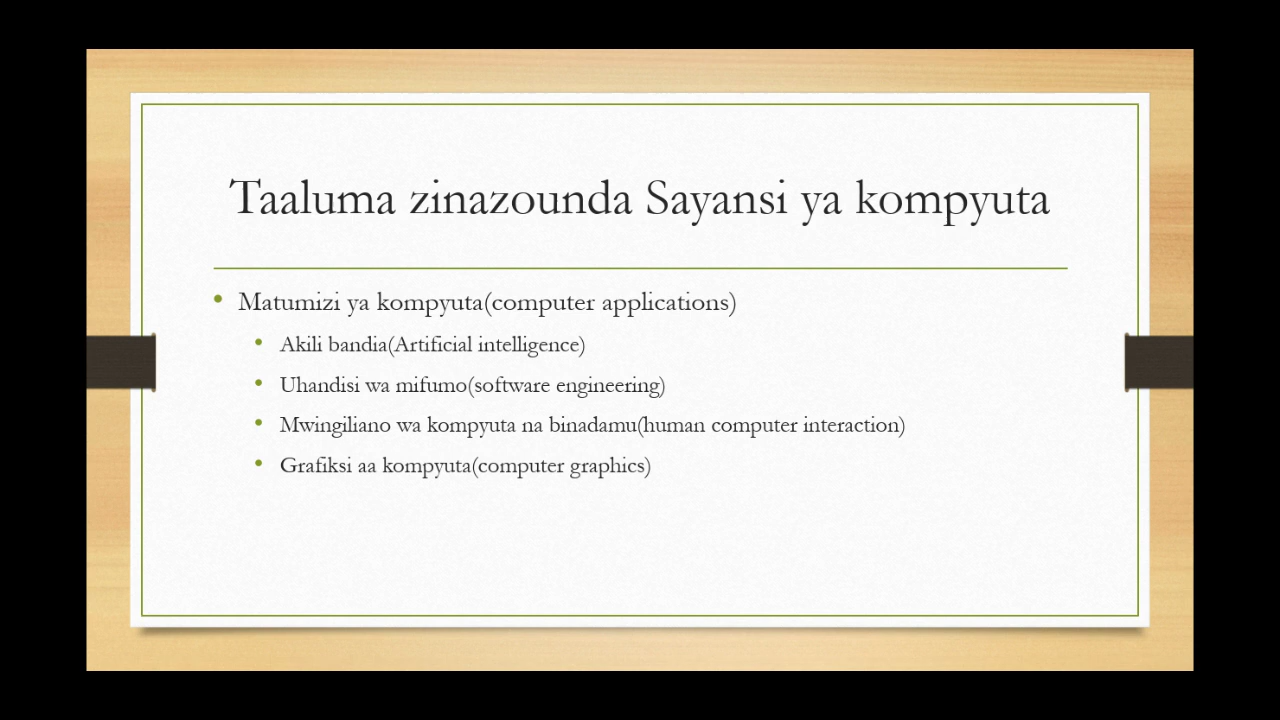 Taaluma zinazounda Sayansi ya kompyuta
• Matumizi ya kompyuta(computer applications)
• Akili bandia(Artificial intelligence)
• Uhandisi wa mifumo(software engineering)
• Mwingiliano wa kompyuta na binadamu(human computer interaction)
• Grafiksi aa kompyuta(computer graphics)